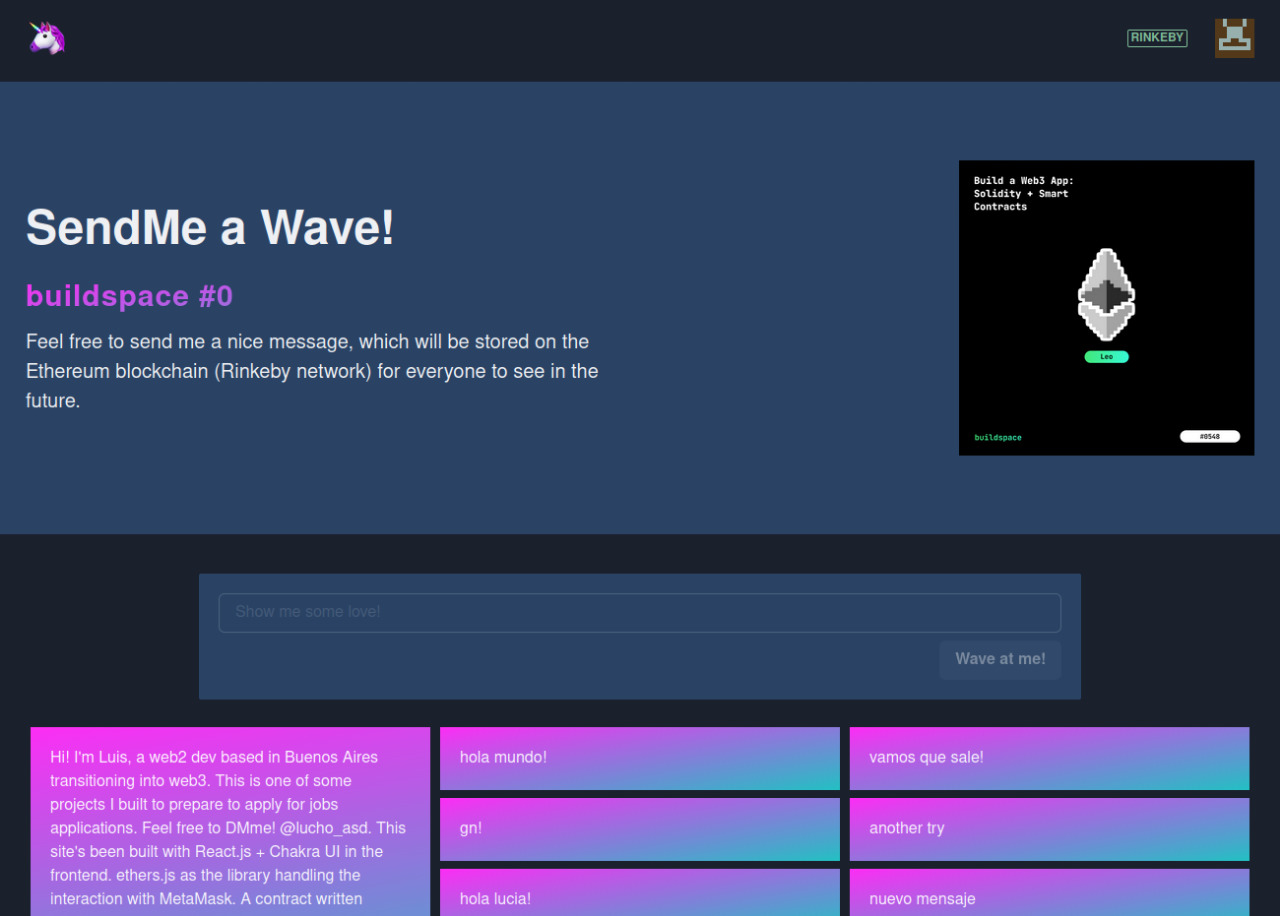 RINKEBY
SendMe a Wave!
buildspace #0
Feel free to send me a nice message, which will be stored on the
Ethereum blockchain (Rinkeby network) for everyone to see in the
future.
Build a Web3 App:
Solidity + Smart
Contracts
Leo
buildspace
#0548
Show me some love!
Wave at me!
Hi! I'm Luis, a web2 dev based in Buenos Aires
transitioning into web3. This is one of some
projects I built to prepare to apply for jobs
applications. Feel free to DMme! @lucho_asd. This
site's been built with React.js + Chakra UI in the
frontend. ethers.js as the library handling the
interaction with MetaMask. A contract written
hola mundo!
gn!
hola lucia!
vamos que sale!
another try
nuevo mensaje